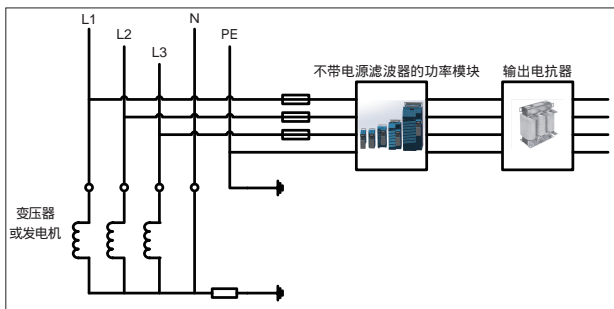 L1
L2
L3
N
PE
不带电源滤波器的功率模块
输出电抗器
变压器
或发电机